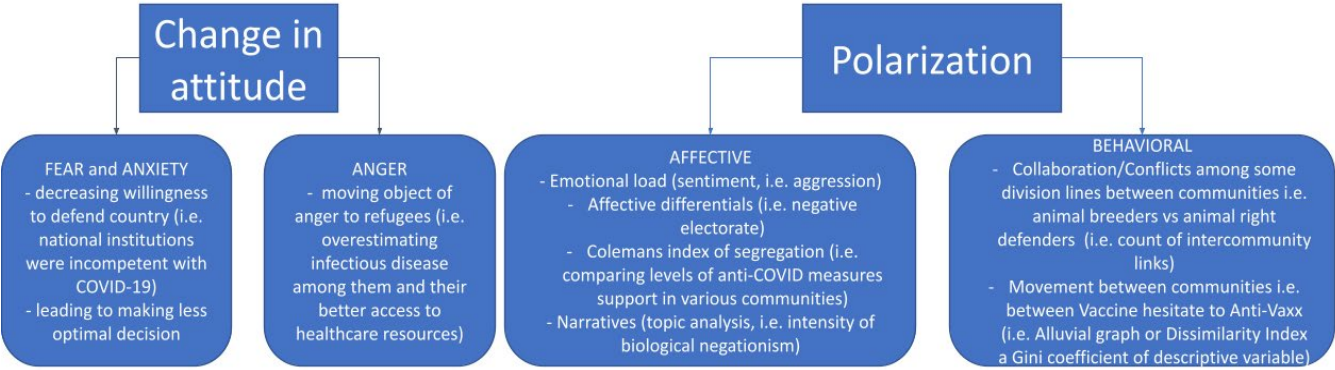 Change in
attitude
Polarization
FEAR and ANXIETY
- decreasing willingness
to defend country (i.e.
national institutions
were incompetent with
COVID-19)
- leading to making less
optimal decision
ANGER
- moving object of
anger to refugees (i.e.
overestimating
infectious disease
among them and their
better access to
healthcare resources)
AFFECTIVE
- Emotional load (sentiment, i.e. aggression)
- Affective differentials (i.e. negative
electorate)
- Colemans index of segregation (i.e.
comparing levels of anti-COVID measures
support in various communities)
- Narratives (topic analysis, i.e. intensity of
biological negationism)
BEHAVIORAL
- Collaboration/Conflicts among some
division lines between communities i.e.
animal breeders vs animal right
defenders (i.e. count of intercommunity
links)
- Movement between communities i.e.
between Vaccine hesitate to Anti-Vaxx
(i.e. Alluvial graph or Dissimilarity Index
a Gini coefficient of descriptive variable)